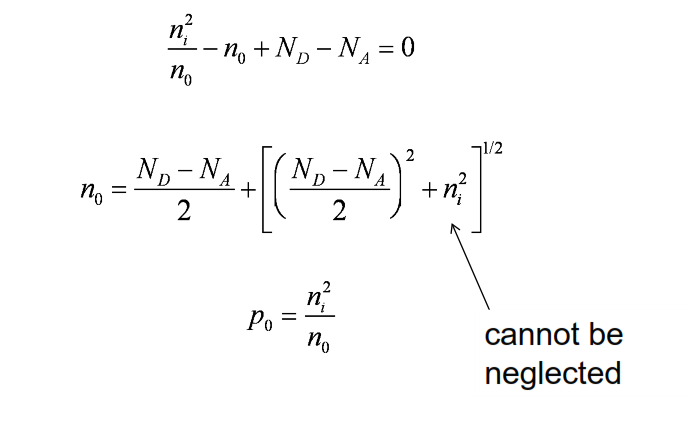 n_i^2/n_0 − n_0 + N_D − N_A = 0
n_0 = (N_D − N_A)/2 + [((N_D − N_A)/2)^2 + n_i^2]^{1/2}
p_0 = n_i^2/n_0
cannot be
neglected